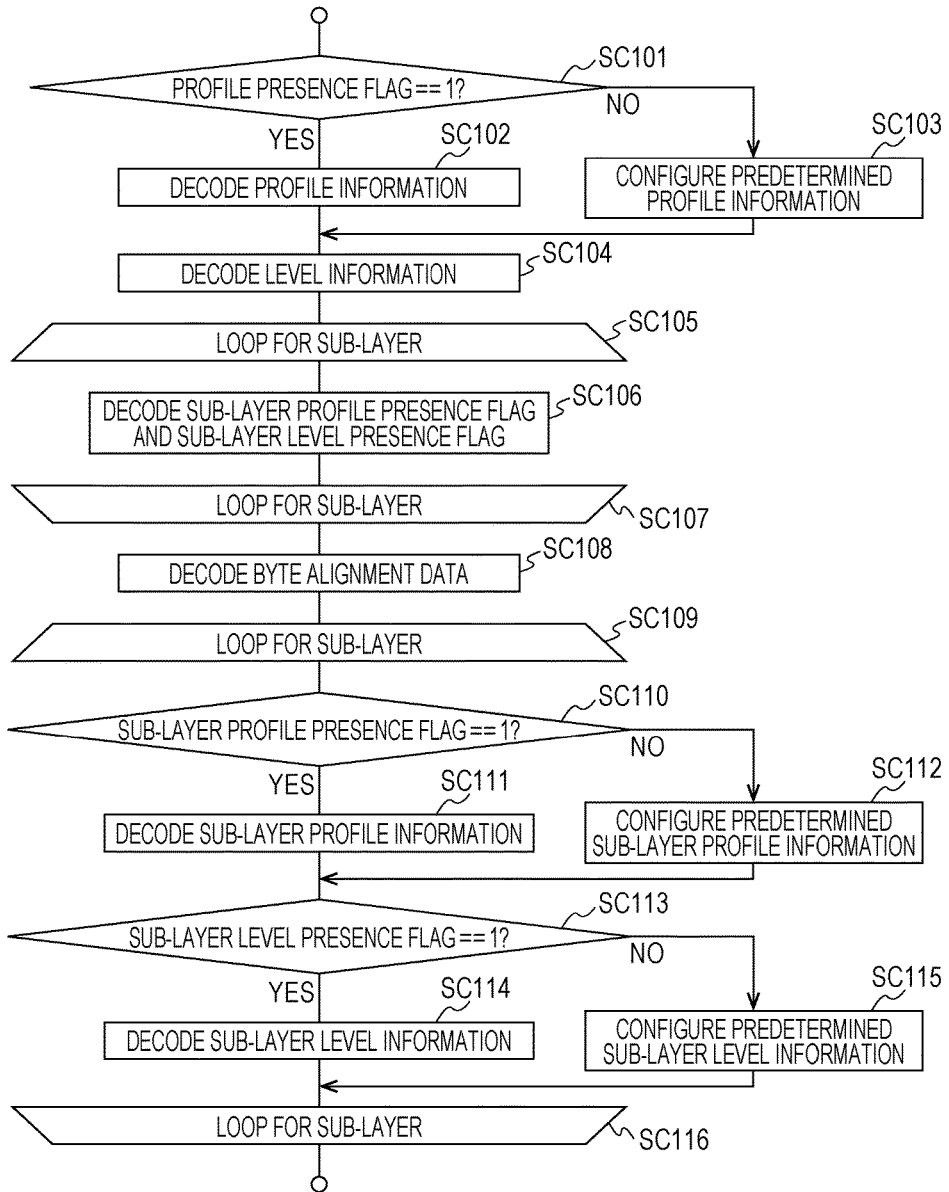 SC101
PROFILE PRESENCE FLAG == 1?
NO
YES
SC102
SC103
DECODE PROFILE INFORMATION
CONFIGURE PREDETERMINED
PROFILE INFORMATION
SC104
DECODE LEVEL INFORMATION
SC105
LOOP FOR SUB-LAYER
SC106
DECODE SUB-LAYER PROFILE PRESENCE FLAG
AND SUB-LAYER LEVEL PRESENCE FLAG
LOOP FOR SUB-LAYER
SC107
SC108
DECODE BYTE ALIGNMENT DATA
SC109
LOOP FOR SUB-LAYER
SC110
SUB-LAYER PROFILE PRESENCE FLAG == 1?
NO
YES
SC111
SC112
DECODE SUB-LAYER PROFILE INFORMATION
CONFIGURE PREDETERMINED
SUB-LAYER PROFILE INFORMATION
SC113
SUB-LAYER LEVEL PRESENCE FLAG == 1?
NO
YES
SC114
SC115
DECODE SUB-LAYER LEVEL INFORMATION
CONFIGURE PREDETERMINED
SUB-LAYER LEVEL INFORMATION
LOOP FOR SUB-LAYER
SC116